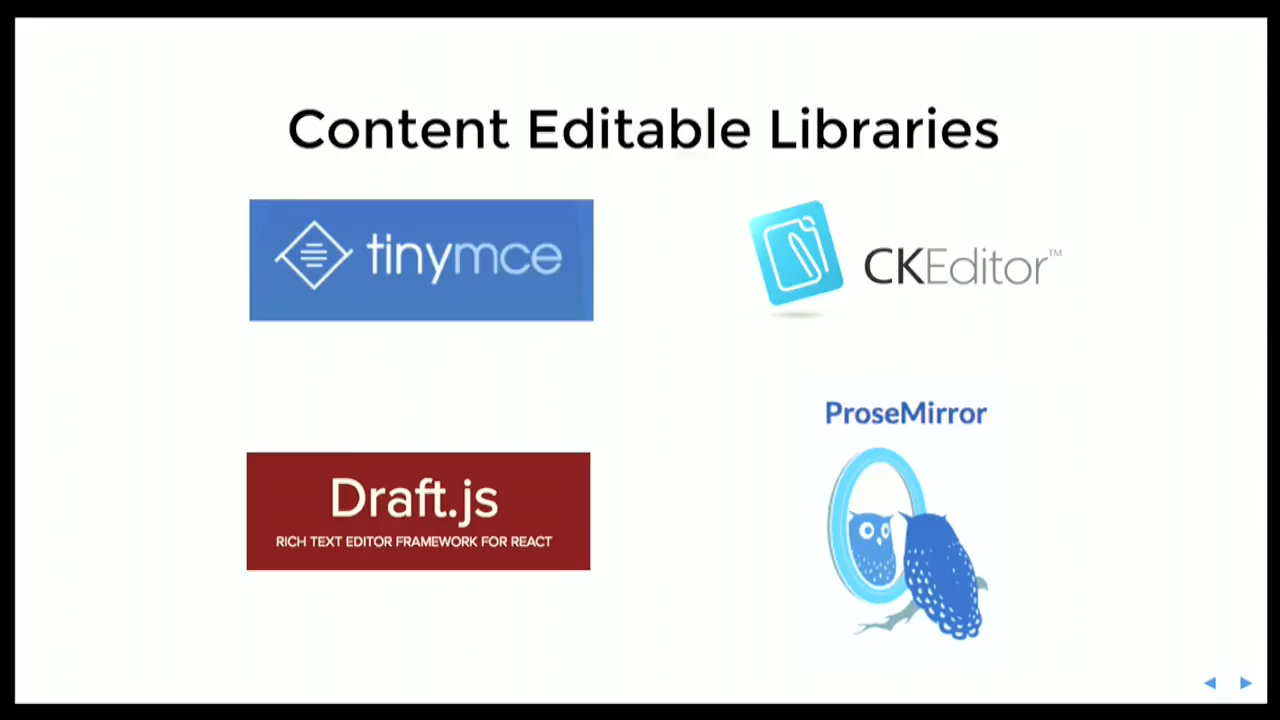 Content Editable Libraries
tinymce
CKEditor™
ProseMirror
Draft.js
RICH TEXT EDITOR FRAMEWORK FOR REACT